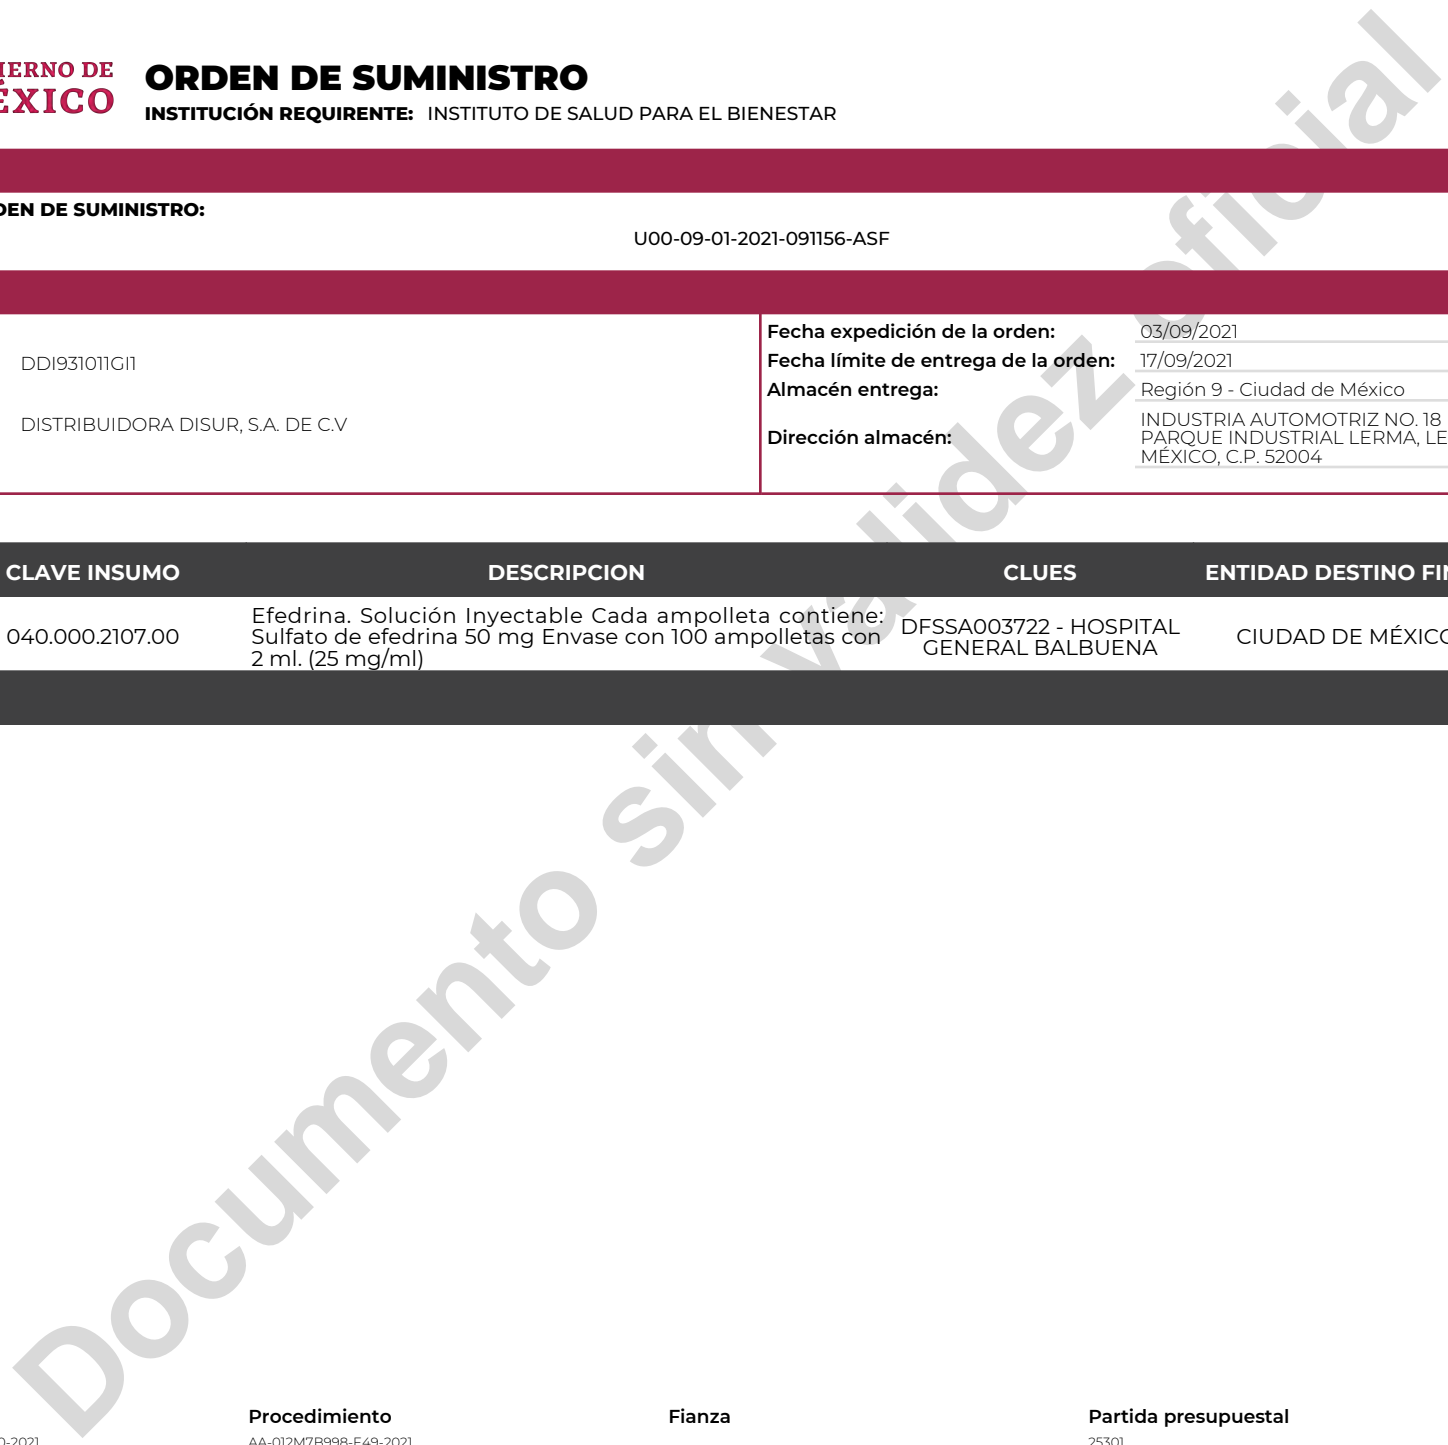 ORDEN DE SUMINISTRO
INSTITUCIÓN REQUIRENTE: INSTITUTO DE SALUD PARA EL BIENESTAR
IERNO DE
ÉXICO
DEN DE SUMINISTRO:
U00-09-01-2021-091156-ASF
DDI931011GI1
DISTRIBUIDORA DISUR, S.A. DE C.V
Fecha expedición de la orden: 03/09/2021
Fecha límite de entrega de la orden: 17/09/2021
Almacén entrega: Región 9 - Ciudad de México
Dirección almacén:
INDUSTRIA AUTOMOTRIZ NO. 18
PARQUE INDUSTRIAL LERMA, LE
MÉXICO, C.P. 52004
CLAVE INSUMO DESCRIPCION CLUES ENTIDAD DESTINO FIN
040.000.2107.00
Efedrina. Solución Inyectable Cada ampolleta contiene:
Sulfato de efedrina 50 mg Envase con 100 ampolletas con
2 ml. (25 mg/ml)
DFSSA003722 - HOSPITAL
GENERAL BALBUENA
CIUDAD DE MÉXICO
Documento sin validez oficial
Procedimiento Fianza Partida presupuestal
0-2021 AA-012M7B998-E49-2021 25301